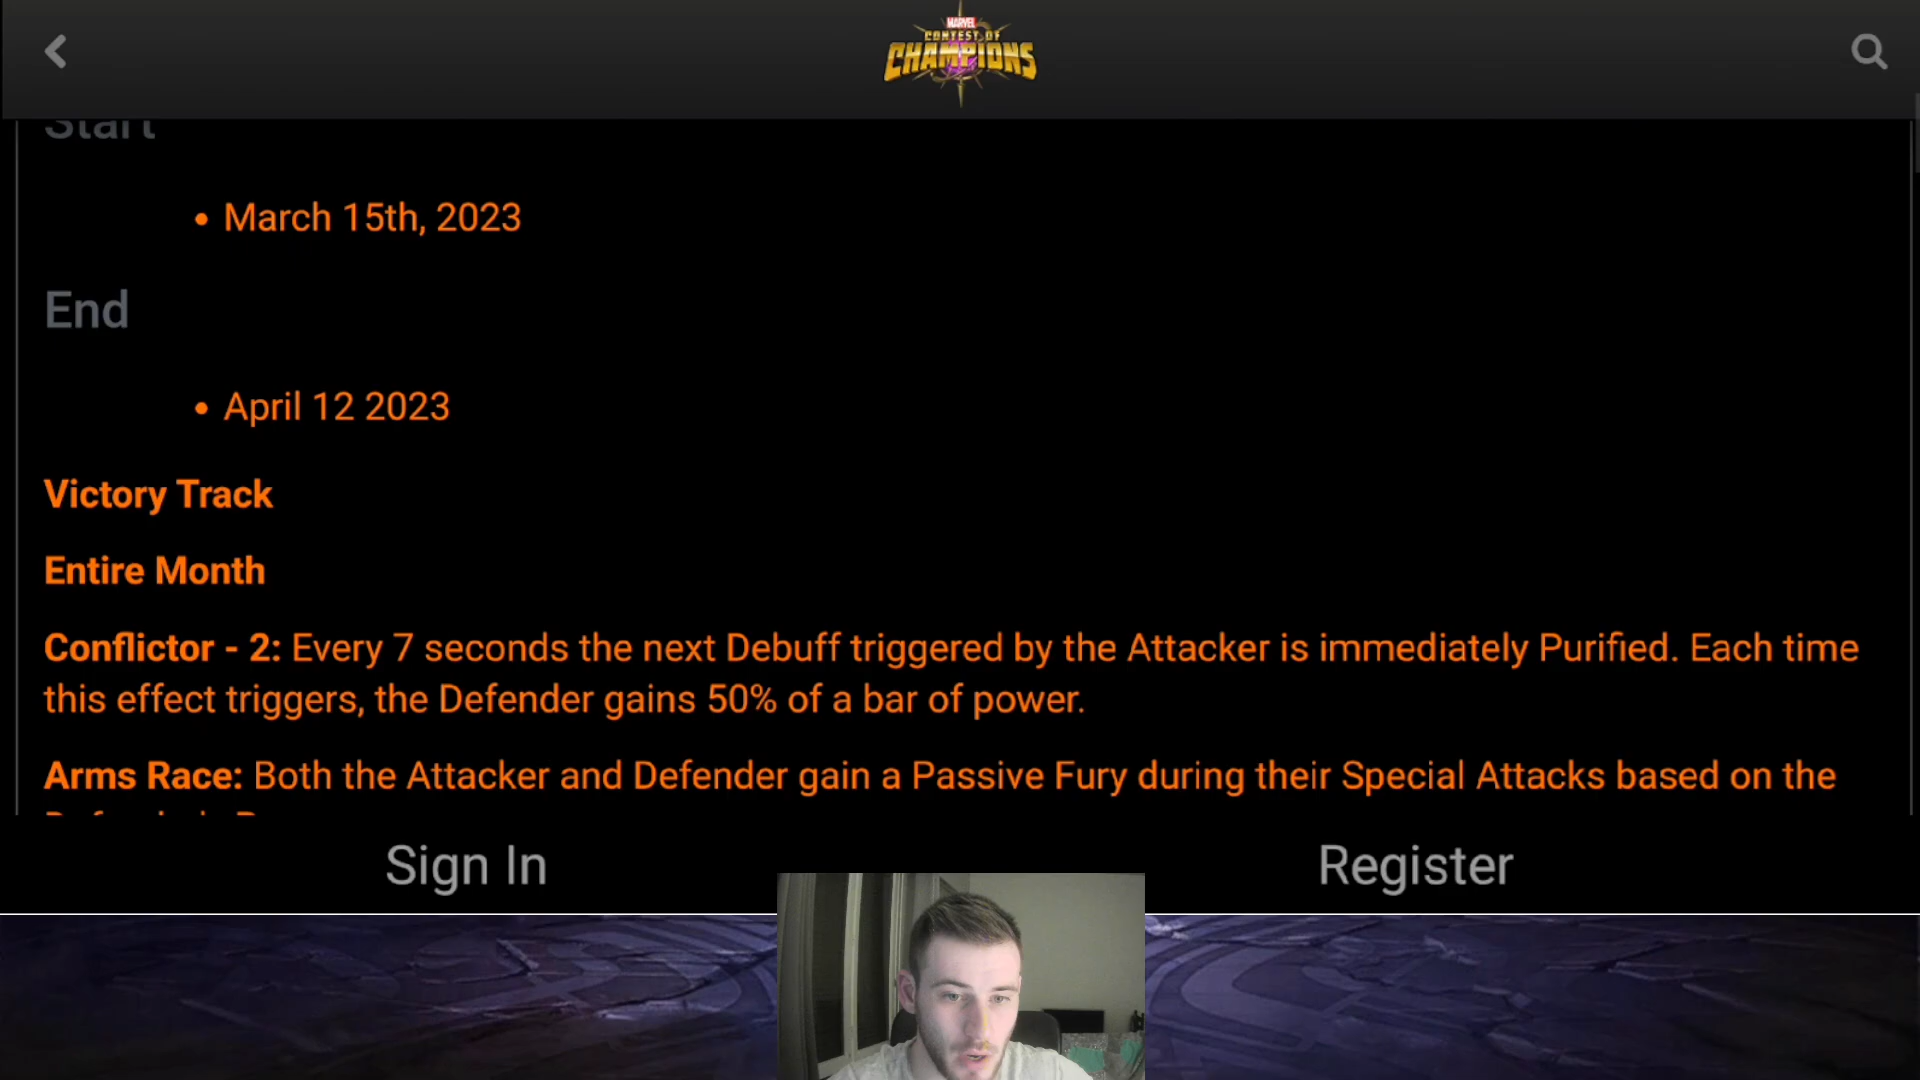 MARVEL
CONTEST OF
CHAMPIONS
Start
• March 15th, 2023
End
• April 12 2023
Victory Track
Entire Month
Conflictor - 2: Every 7 seconds the next Debuff triggered by the Attacker is immediately Purified. Each time
this effect triggers, the Defender gains 50% of a bar of power.
Arms Race: Both the Attacker and Defender gain a Passive Fury during their Special Attacks based on the
Sign In
Register